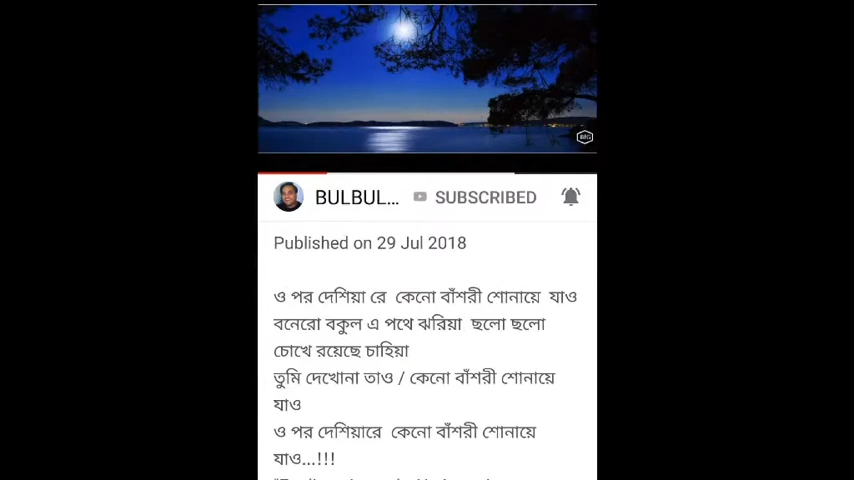 BULBUL... SUBSCRIBED
Published on 29 Jul 2018
ও পর দেশিয়া রে কেনো বাঁশরী শোনায়ে যাও
বনেরো বকুল এ পথে ঝরিয়া ছলো ছলো
চোখে রয়েছে চাহিয়া
তুমি দেখোনা তাও / কেনো বাঁশরী শোনায়ে
যাও
ও পর দেশিয়ারে কেনো বাঁশরী শোনায়ে
যাও...!!!